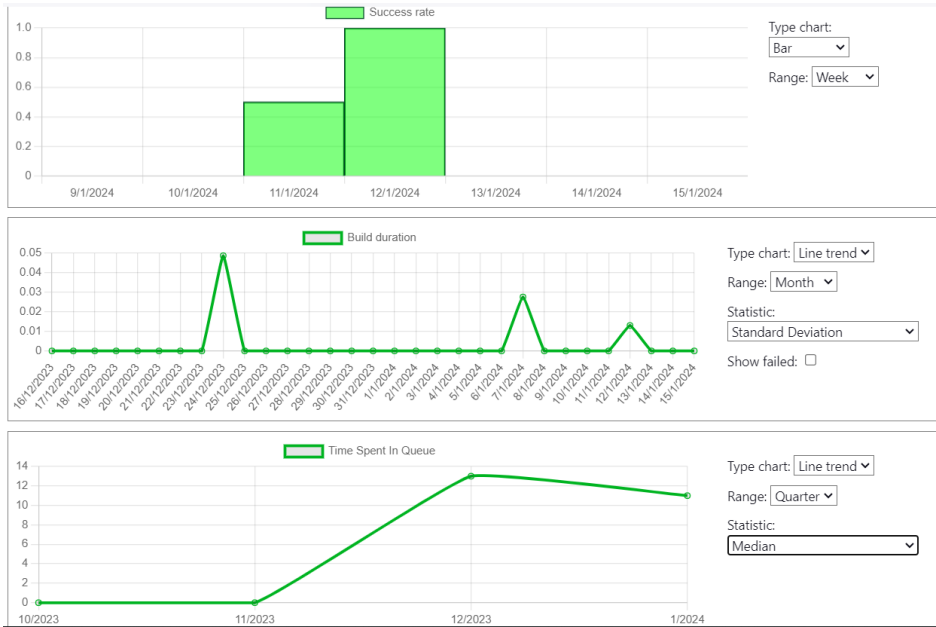 Success rate
1.0
0.8
0.6
0.4
0.2
0
9/1/2024 10/1/2024 11/1/2024 12/1/2024 13/1/2024 14/1/2024 15/1/2024
Type chart:
Bar
Range: Week
Build duration
0.05
0.04
0.03
0.02
0.01
0
16/12/2023 17/12/2023 18/12/2023 19/12/2023 20/12/2023 21/12/2023 22/12/2023 23/12/2023 24/12/2023 25/12/2023 26/12/2023 27/12/2023 28/12/2023 29/12/2023 30/12/2023 31/12/2023 1/1/2024 2/1/2024 3/1/2024 4/1/2024 5/1/2024 6/1/2024 7/1/2024 8/1/2024 9/1/2024 10/1/2024 11/1/2024 12/1/2024 13/1/2024 14/1/2024 15/1/2024
Type chart: Line trend
Range: Month
Statistic:
Standard Deviation
Show failed:
Time Spent In Queue
14
12
10
8
6
4
2
0
10/2023 11/2023 12/2023 1/2024
Type chart: Line trend
Range: Quarter
Statistic:
Median